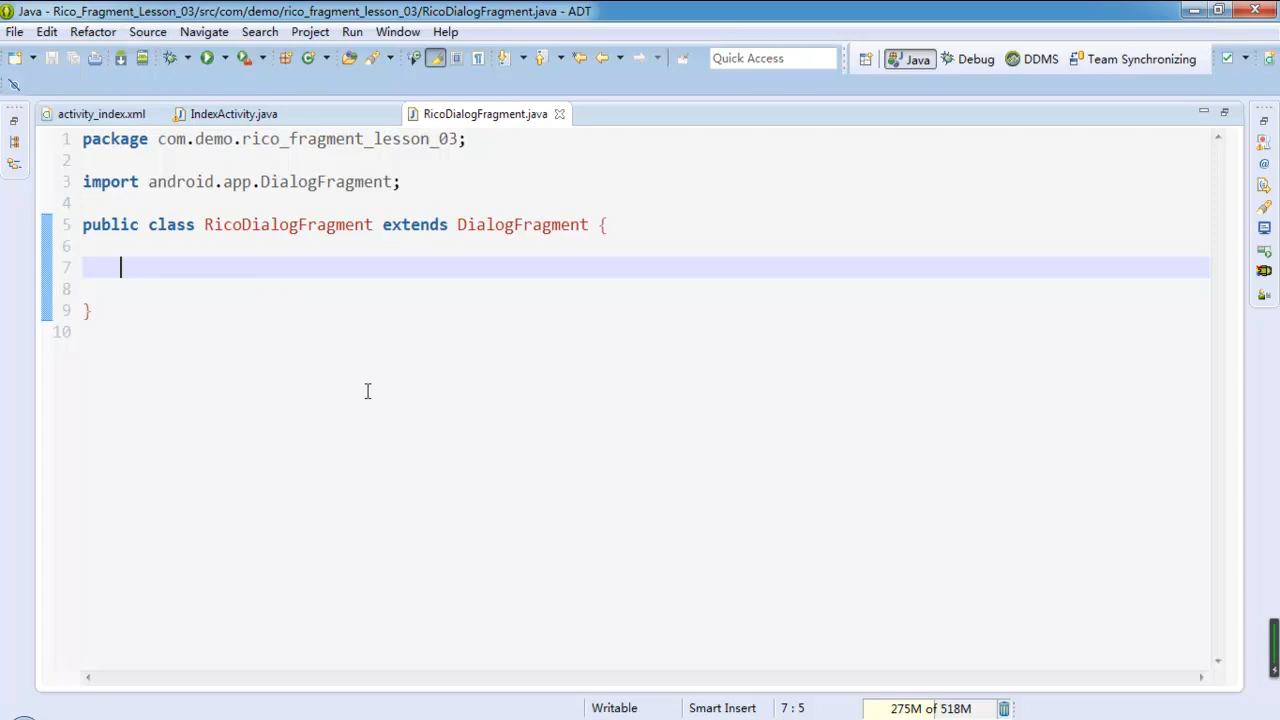 Java - Rico_Fragment_Lesson_03/src/com/demo/rico_fragment_lesson_03/RicoDialogFragment.java - ADT
File Edit Refactor Source Navigate Search Project Run Window Help
Quick Access Java Debug DDMS Team Synchronizing
activity_index.xml IndexActivity.java RicoDialogFragment.java
1 package com.demo.rico_fragment_lesson_03;
2
3 import android.app.DialogFragment;
4
5 public class RicoDialogFragment extends DialogFragment {
6
7
8
9 }
10
Writable Smart Insert 7 : 5 275M of 518M